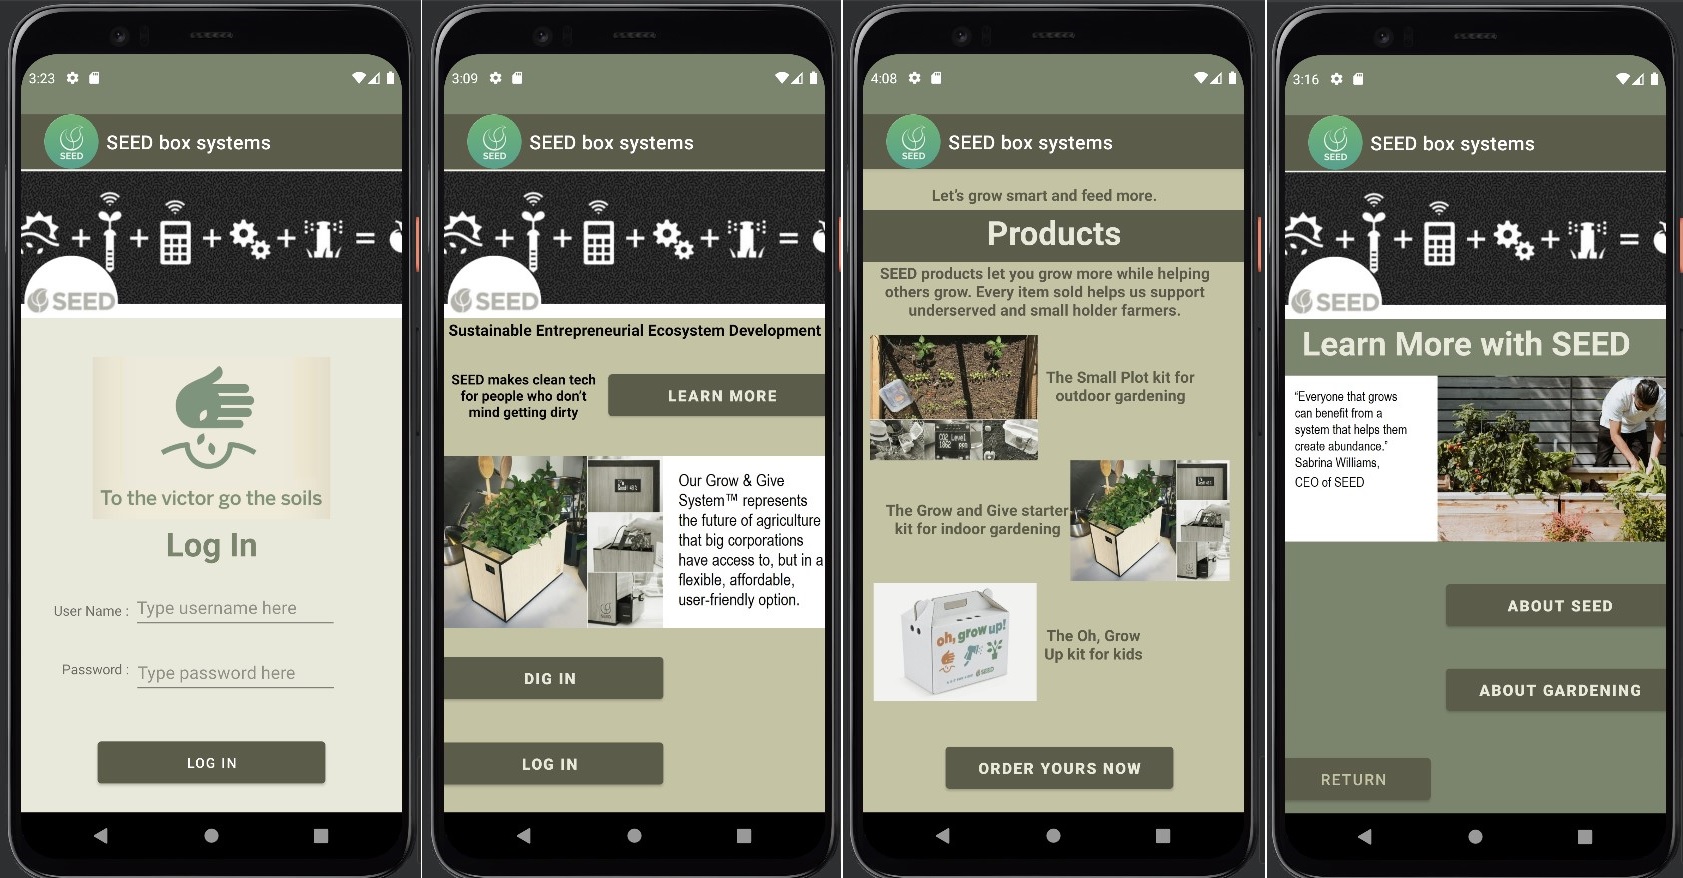 3:23
SEED
SEED box systems
+ + + + =
SEED
To the victor go the soils
Log In
User Name : Type username here
Password : Type password here
LOG IN
3:09
SEED
SEED box systems
+ + + + =
SEED
Sustainable Entrepreneurial Ecosystem Development
SEED makes clean tech
for people who don't
mind getting dirty
LEARN MORE
Our Grow & Give
System™ represents
the future of agriculture
that big corporations
have access to, but in a
flexible, affordable,
user-friendly option.
DIG IN
LOG IN
4:08
SEED
SEED box systems
Let's grow smart and feed more.
Products
SEED products let you grow more while helping
others grow. Every item sold helps us support
underserved and small holder farmers.
CO2 Level
The Small Plot kit for
outdoor gardening
The Grow and Give starter
kit for indoor gardening
oh, grow up!
SEED
The Oh, Grow
Up kit for kids
ORDER YOURS NOW
3:16
SEED
SEED box systems
+ + + + =
SEED
Learn More with SEED
“Everyone that grows
can benefit from a
system that helps them
create abundance.”
Sabrina Williams,
CEO of SEED
ABOUT SEED
ABOUT GARDENING
RETURN